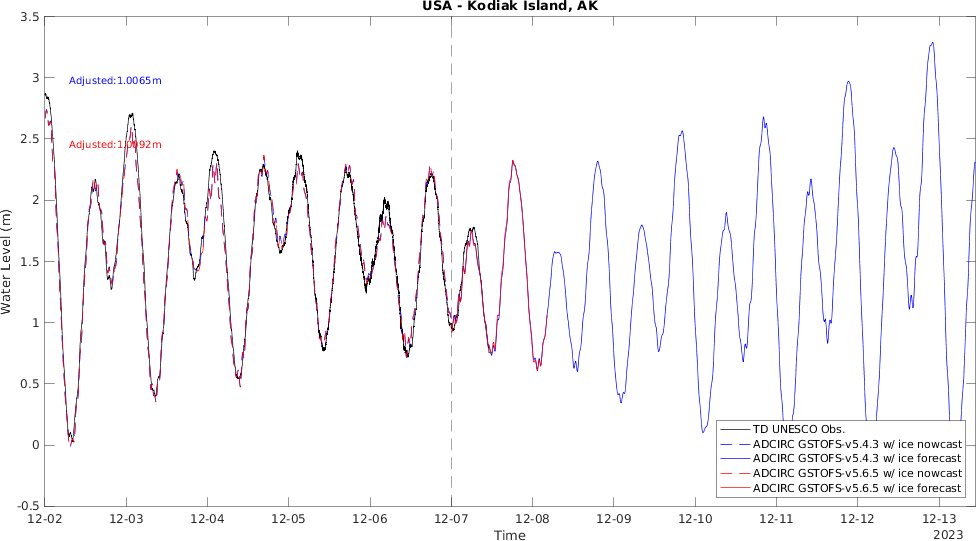 USA - Kodiak Island, AK
3.5
3
2.5
2
1.5
1
0.5
0
-0.5
Water Level (m)
Adjusted:1.0065m
Adjusted:1.0992m
TD UNESCO Obs.
ADCIRC GSTOFS-v5.4.3 w/ ice nowcast
ADCIRC GSTOFS-v5.4.3 w/ ice forecast
ADCIRC GSTOFS-v5.6.5 w/ ice nowcast
ADCIRC GSTOFS-v5.6.5 w/ ice forecast
12-02 12-03 12-04 12-05 12-06 12-07 12-08 12-09 12-10 12-11 12-12 12-13
Time
2023